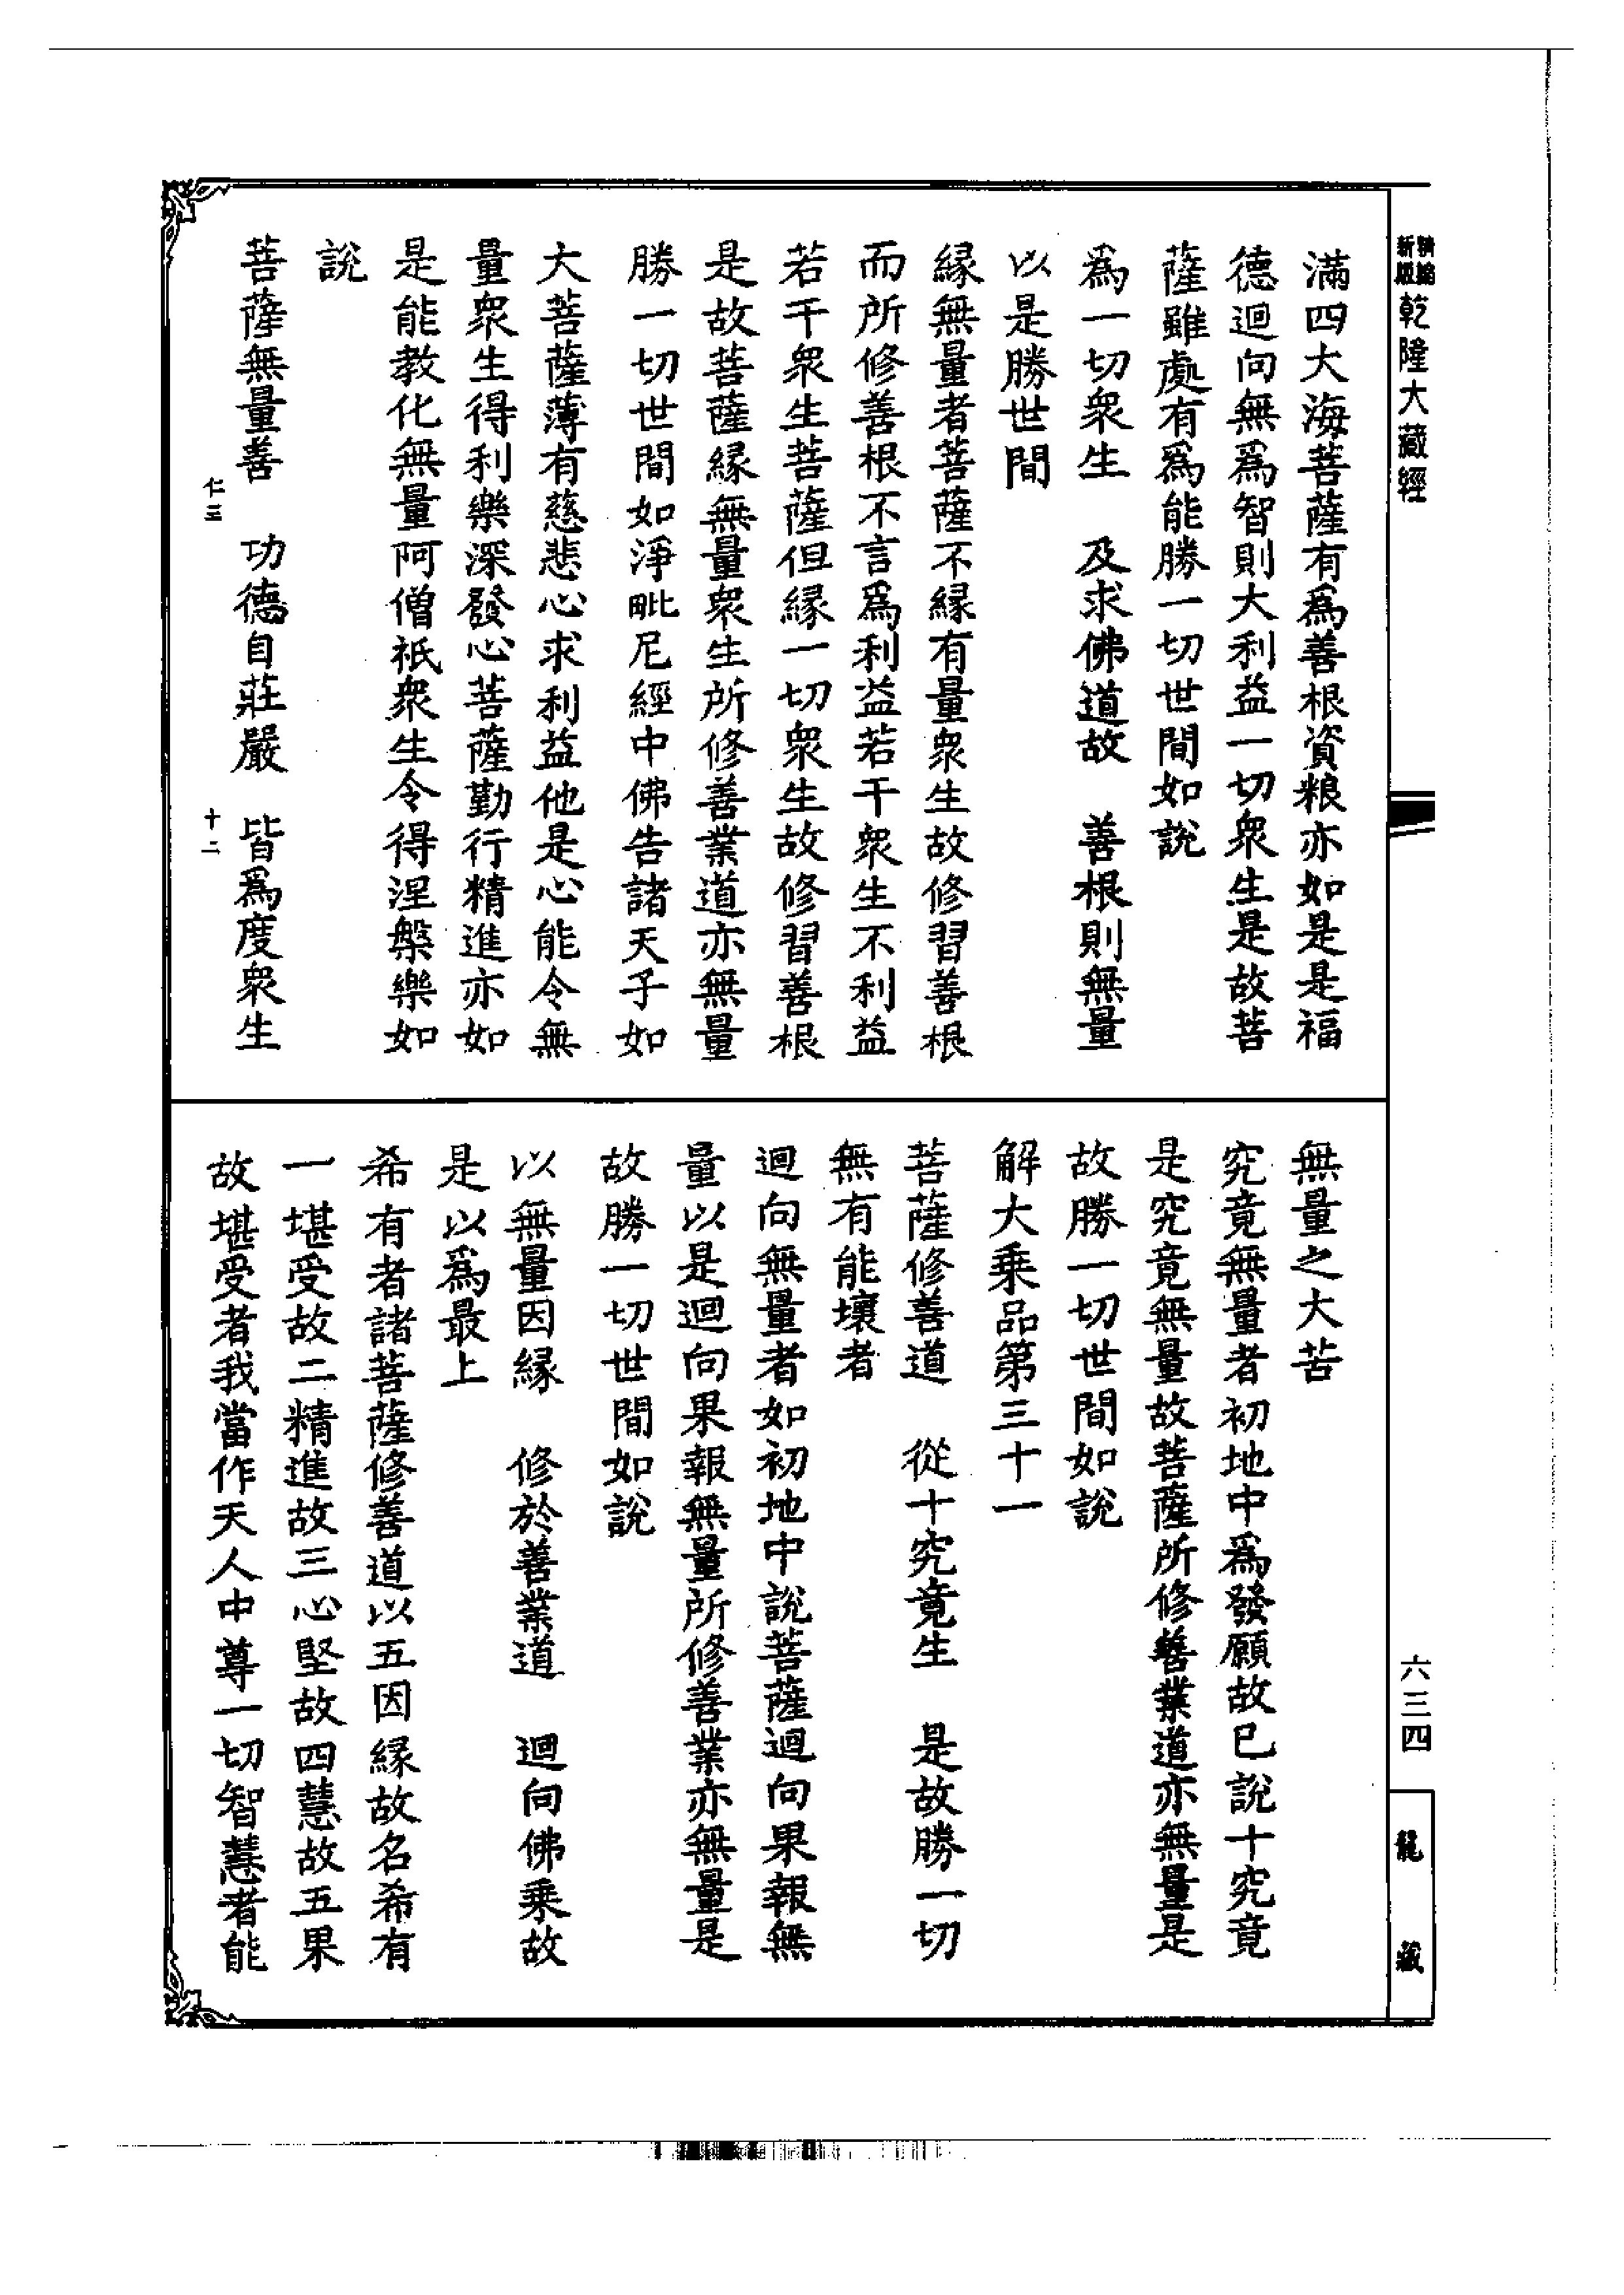 新編縮版乾隆大藏經
六三四
龍藏
滿四大海菩薩有爲善根資粮亦如是是福
德迴向無爲智則大利益一切衆生是故菩
薩雖處有爲能勝一切世間如說
爲一切衆生　及求佛道故　善根則無量
以是勝世間
緣無量者菩薩不緣有量衆生故修習善根
而所修善根不言爲利益若干衆生不利益
若干衆生菩薩但緣一切衆生故修習善根
是故菩薩緣無量衆生所修善業道亦無量
勝一切世間如淨毗尼經中佛告諸天子如
大菩薩薄有慈悲心求利益他是心能令無
量衆生得利樂深發心菩薩勤行精進亦如
是能教化無量阿僧祇衆生令得涅槃樂如
說
菩薩無量善　功德自莊嚴　皆爲度衆生
仁三　十二
無量之大苦
究竟無量者初地中爲發願故已說十究竟
是究竟無量故菩薩所修善業道亦無量是
故勝一切世間如說
解大乘品第三十一
菩薩修善道　從十究竟生　是故勝一切
無有能壞者
迴向無量者如初地中說菩薩迴向果報無
量以是迴向果報無量所修善業亦無量是
故勝一切世間如說
以無量因緣　修於善業道　迴向佛乘故
是以爲最上
希有者諸菩薩修善道以五因緣故名希有
一堪受故二精進故三心堅故四慧故五果
故堪受者我當作天人中尊一切智慧者能